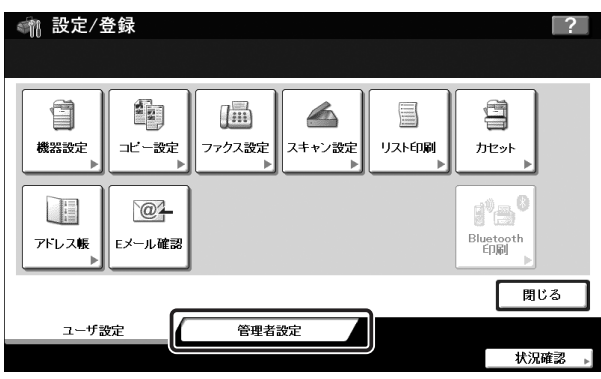 設定/登録
?
機器設定
コピー設定
ファクス設定
スキャン設定
リスト印刷
カセット
アドレス帳
Eメール確認
Bluetooth
印刷
閉じる
ユーザ設定
管理者設定
状況確認